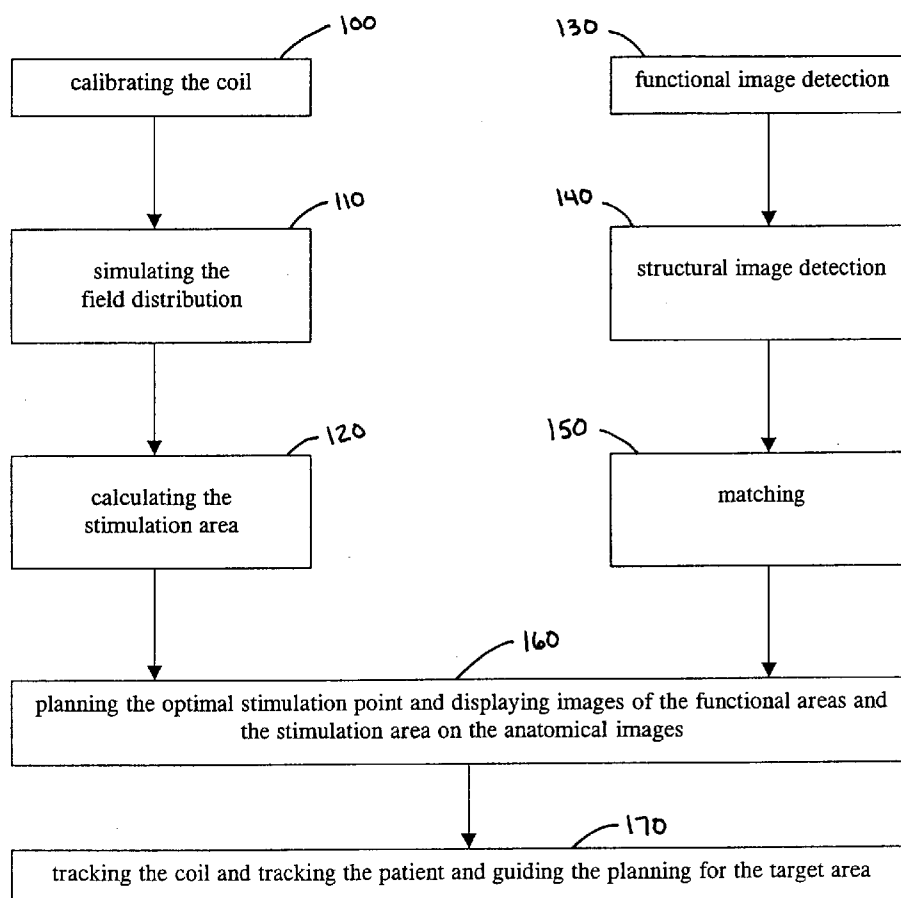 100
calibrating the coil
110
simulating the
field distribution
120
calculating the
stimulation area
130
functional image detection
140
structural image detection
150
matching
160
planning the optimal stimulation point and displaying images of the functional areas and
the stimulation area on the anatomical images
170
tracking the coil and tracking the patient and guiding the planning for the target area